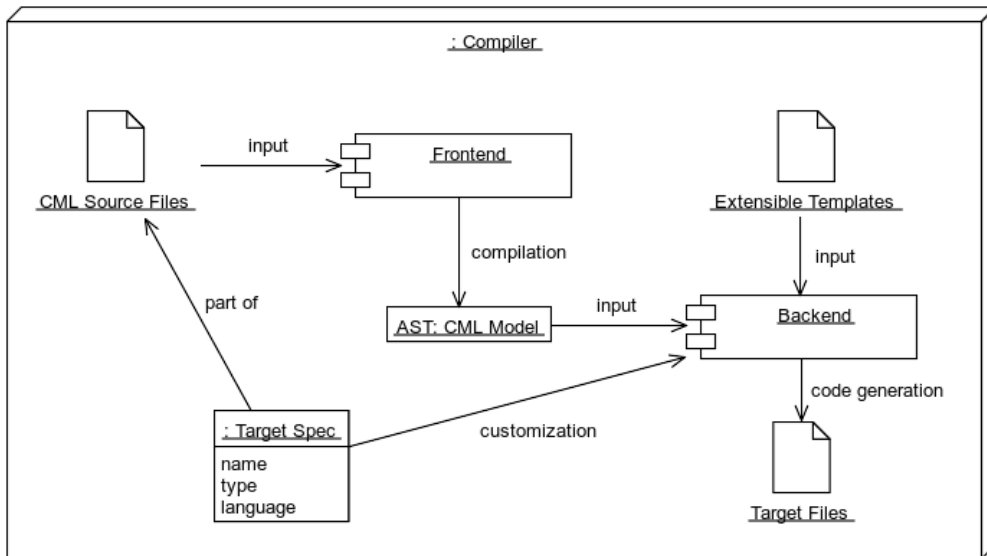 : Compiler
input
Frontend
CML Source Files
Extensible Templates
compilation
input
part of
AST: CML Model
input
Backend
code generation
: Target Spec
customization
name
type
language
Target Files